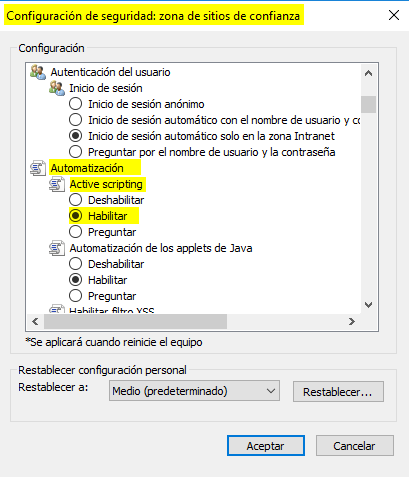 Configuración de seguridad: zona de sitios de confianza
Configuración
Autenticación del usuario
Inicio de sesión
Inicio de sesión anónimo
Inicio de sesión automático con el nombre de usuario y co
Inicio de sesión automático solo en la zona Intranet
Preguntar por el nombre de usuario y la contraseña
Automatización
Active scripting
Deshabilitar
Habilitar
Preguntar
Automatización de los applets de Java
Deshabilitar
Habilitar
Preguntar
Habilitar filtro XSS
*Se aplicará cuando reinicie el equipo
Restablecer configuración personal
Restablecer a:
Medio (predeterminado)
Restablecer...
Aceptar
Cancelar